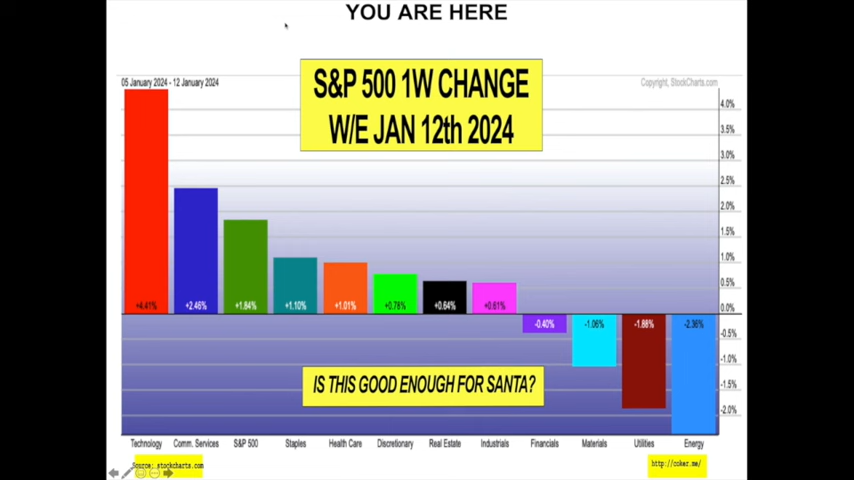 YOU ARE HERE
05 January 2024 - 12 January 2024
S&P 500 1W CHANGE
W/E JAN 12th 2024
Copyright, StockCharts.com
4.0%
3.5%
3.0%
2.5%
2.0%
1.5%
1.0%
0.5%
0.0%
-0.5%
-1.0%
-1.5%
-2.0%
+4.41%
+2.46%
+1.84%
+1.10%
+1.01%
+0.78%
+0.64%
+0.61%
-0.40%
-1.06%
-1.88%
-2.36%
IS THIS GOOD ENOUGH FOR SANTA?
Technology Comm. Services S&P 500 Staples Health Care Discretionary Real Estate Industrials Financials Materials Utilities Energy
Source: stockcharts.com
http://coker.me/